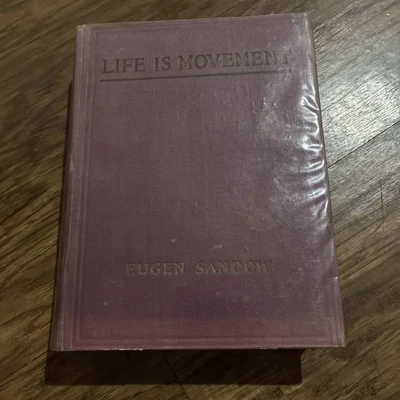 LIFE IS MOVEMENT
EUGEN SANDOW